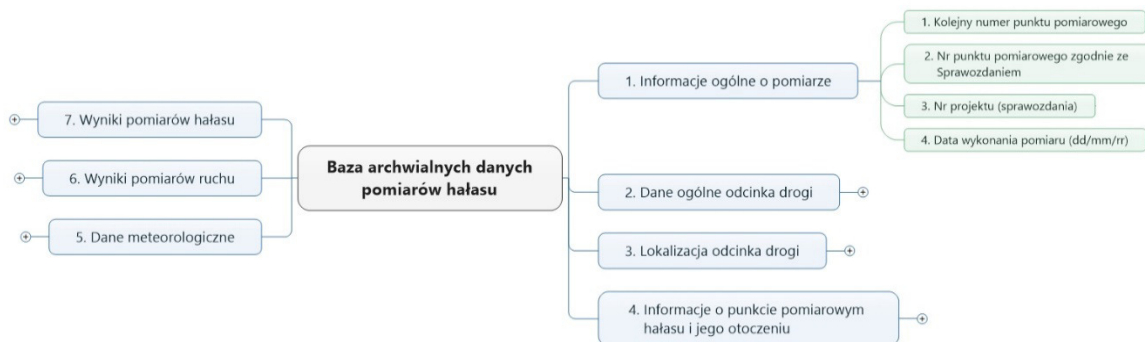 Baza archwialnych danych
pomiarów hałasu
1. Informacje ogólne o pomiarze
1. Kolejny numer punktu pomiarowego
2. Nr punktu pomiarowego zgodnie ze
Sprawozdaniem
3. Nr projektu (sprawozdania)
4. Data wykonania pomiaru (dd/mm/rr)
2. Dane ogólne odcinka drogi
3. Lokalizacja odcinka drogi
4. Informacje o punkcie pomiarowym
hałasu i jego otoczeniu
7. Wyniki pomiarów hałasu
6. Wyniki pomiarów ruchu
5. Dane meteorologiczne